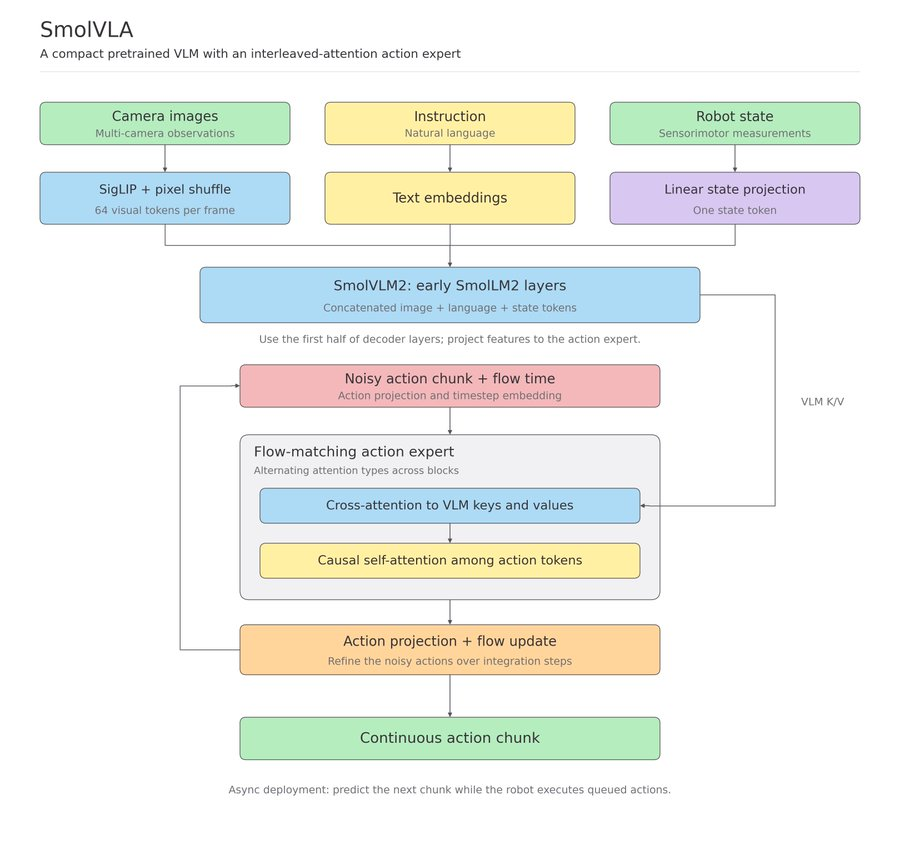 SmolVLA
A compact pretrained VLM with an interleaved-attention action expert
Camera images
Multi-camera observations
Instruction
Natural language
Robot state
Sensorimotor measurements
SigLIP + pixel shuffle
64 visual tokens per frame
Text embeddings
Linear state projection
One state token
SmolVLM2: early SmolLM2 layers
Concatenated image + language + state tokens
Use the first half of decoder layers; project features to the action expert.
Noisy action chunk + flow time
Action projection and timestep embedding
VLM K/V
Flow-matching action expert
Alternating attention types across blocks
Cross-attention to VLM keys and values
Causal self-attention among action tokens
Action projection + flow update
Refine the noisy actions over integration steps
Continuous action chunk
Async deployment: predict the next chunk while the robot executes queued actions.